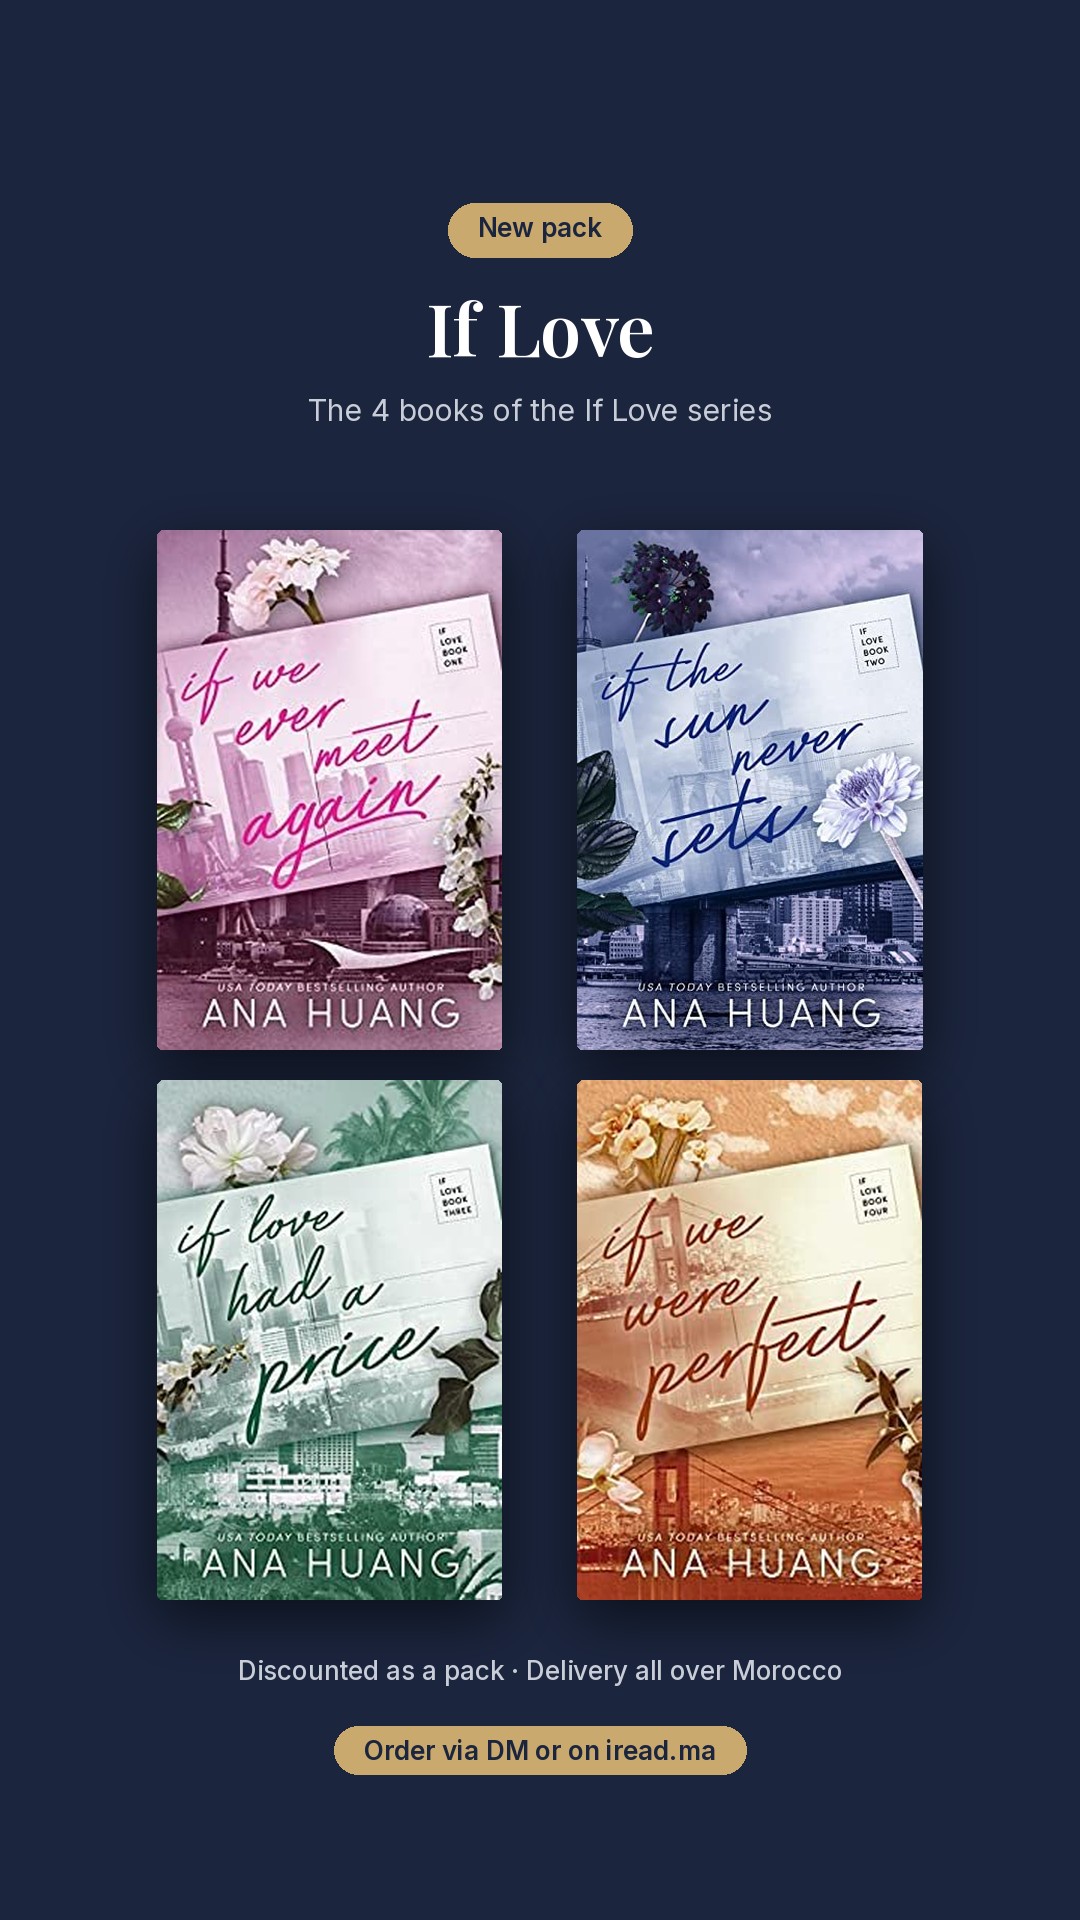 New pack
If Love
The 4 books of the If Love series
IF
LOVE
BOOK
ONE
if we
ever
meet
again
USA TODAY BESTSELLING AUTHOR
ANA HUANG
IF
LOVE
BOOK
TWO
if the
sun
never
sets
USA TODAY BESTSELLING AUTHOR
ANA HUANG
IF
LOVE
BOOK
THREE
if love
had a
price
USA TODAY BESTSELLING AUTHOR
ANA HUANG
IF
LOVE
BOOK
FOUR
if we
were
perfect
USA TODAY BESTSELLING AUTHOR
ANA HUANG
Discounted as a pack · Delivery all over Morocco
Order via DM or on iread.ma